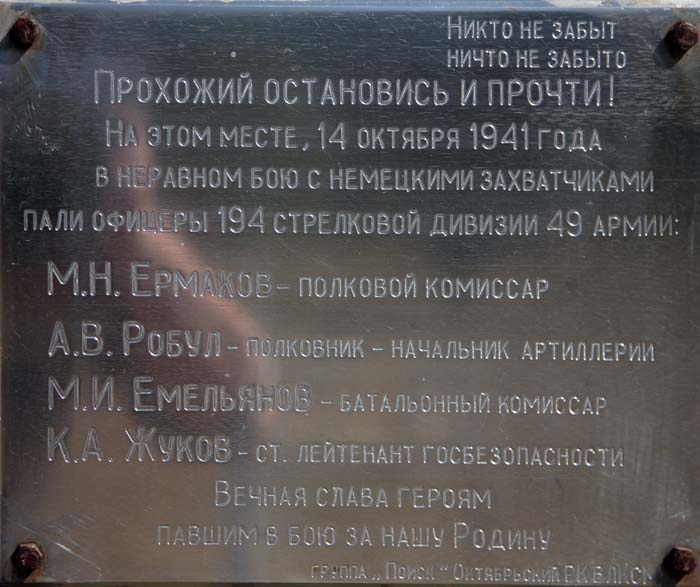 Никто не забыт
ничто не забыто
Прохожий остановись и прочти!
На этом месте, 14 октября 1941 года
в неравном бою с немецкими захватчиками
пали офицеры 194 стрелковой дивизии 49 армии:
М.Н. Ермаков – полковой комиссар
А.В. Робул – полковник – начальник артиллерии
М.И. Емельянов – батальонный комиссар
К.А. Жуков – ст. лейтенант госбезопасности
Вечная слава героям
павшим в бою за нашу Родину
группа „Поиск“ Октябрьский РК ВЛКСМ